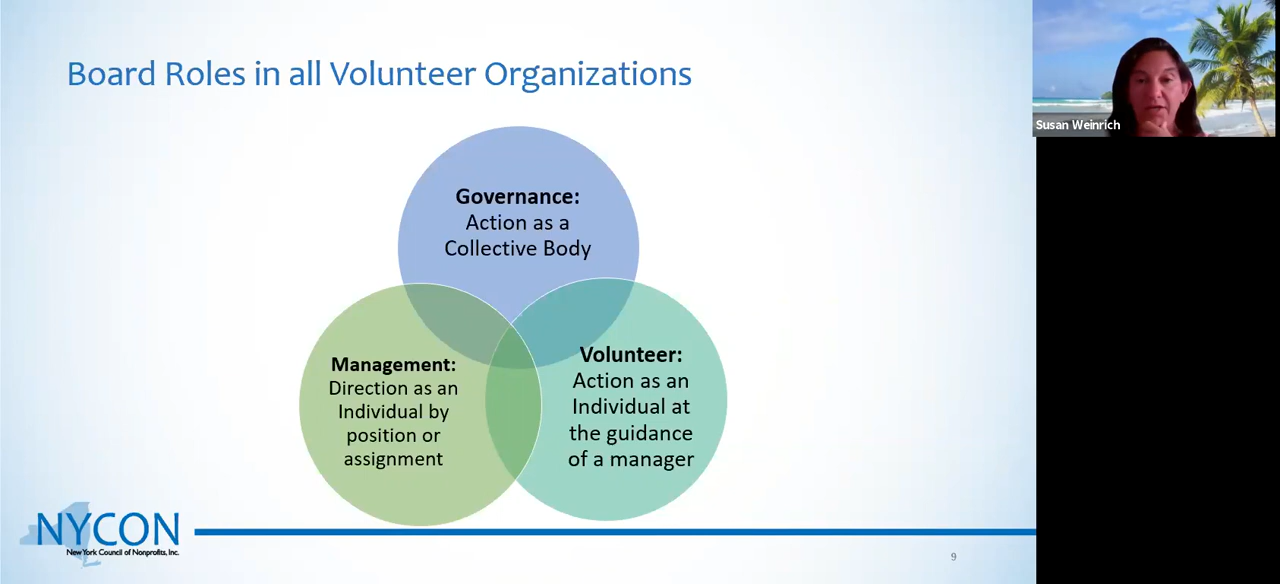 Board Roles in all Volunteer Organizations
Susan Weinrich
Governance:
Action as a
Collective Body
Management:
Direction as an
Individual by
position or
assignment
Volunteer:
Action as an
Individual at
the guidance
of a manager
NYCON
New York Council of Nonprofits, Inc.
9